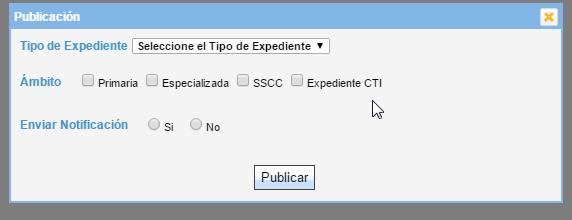 Publicación
Tipo de Expediente Seleccione el Tipo de Expediente
Ámbito Primaria Especializada SSCC Expediente CTI
Enviar Notificación Si No
Publicar